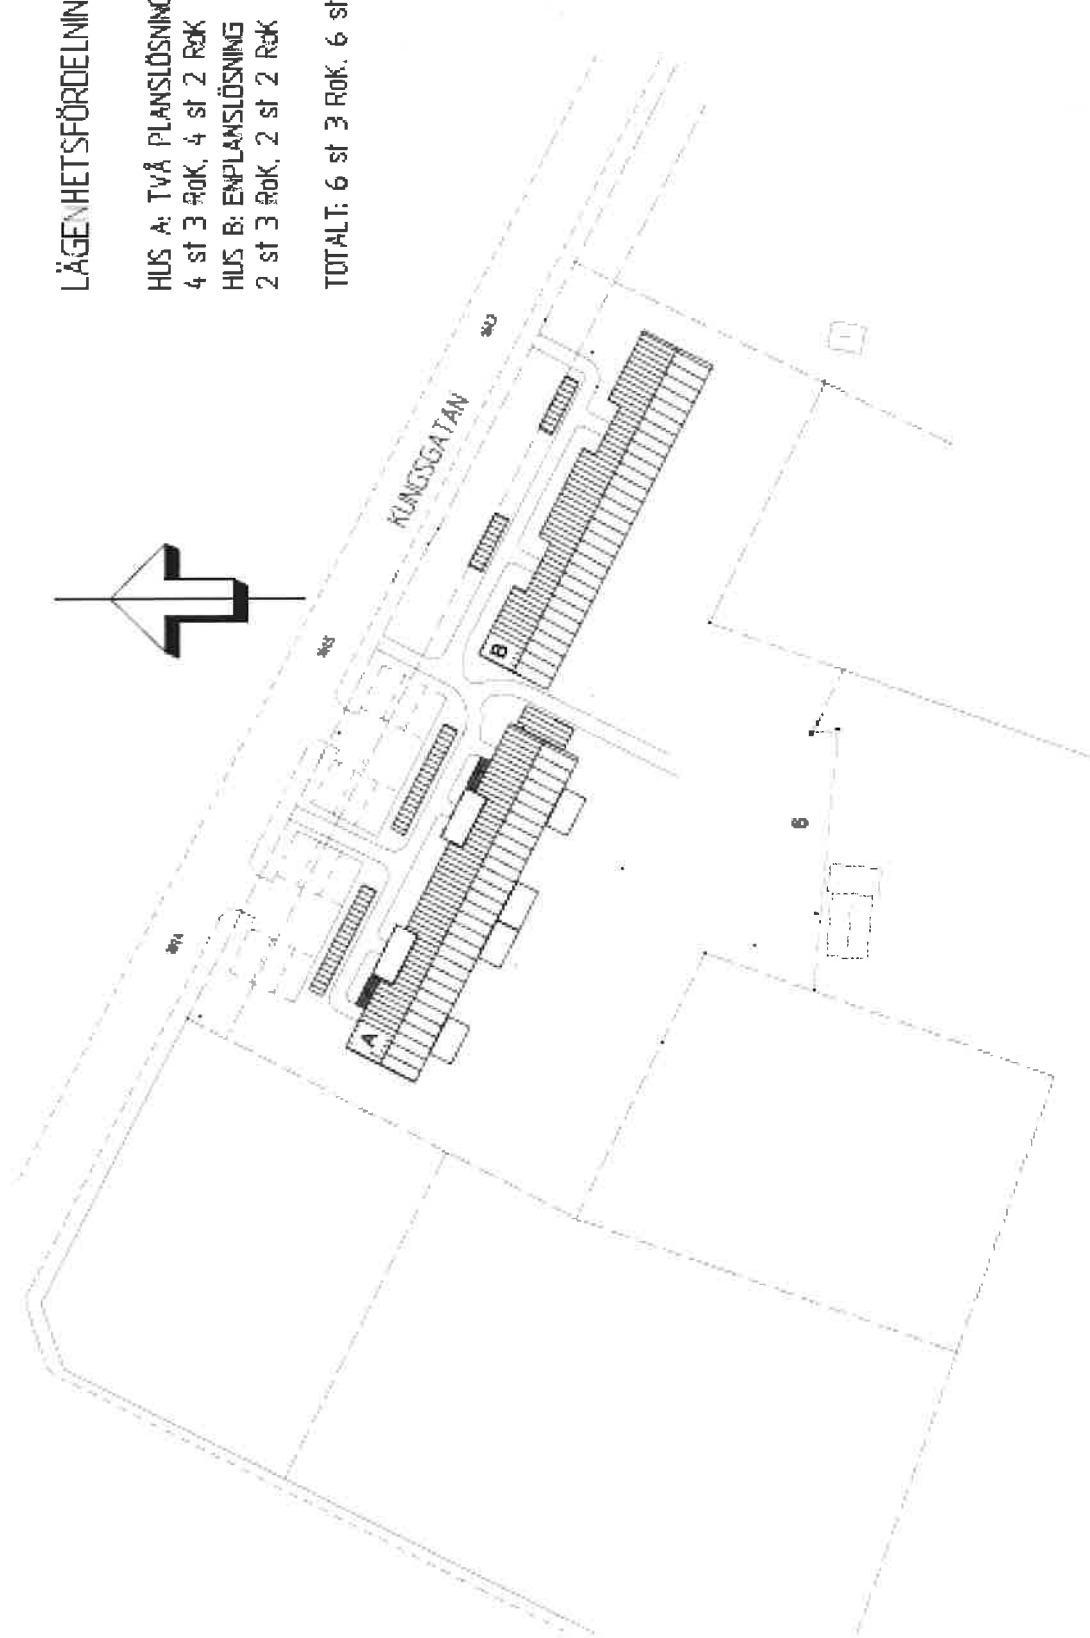 LÄGENHETSFÖRDELNIN
HUS A: TVÅ PLANSLÖSNING
4 st 3 RoK, 4 st 2 RoK
HUS B: ENPLANSLÖSNING
2 st 3 RoK, 2 st 2 RoK
TOTALT: 6 st 3 RoK, 6 st
KUNGSGATAN
A
B
6